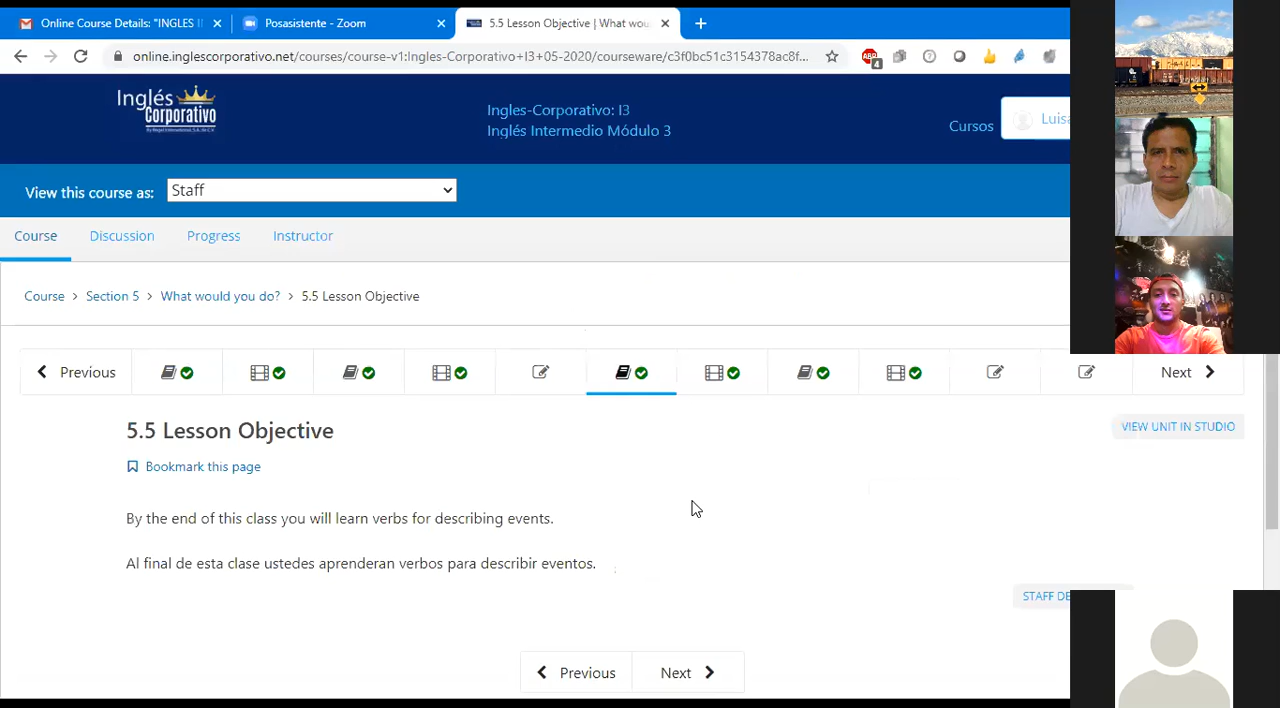 Online Course Details: "INGLES I
Posasistente - Zoom
5.5 Lesson Objective | What wou
online.inglescorporativo.net/courses/course-v1:Ingles-Corporativo+I3+05-2020/courseware/c3f0bc51c3154378ac8f...
ABP
4
Inglés
Corporativo
Ingles-Corporativo: I3
Inglés Intermedio Módulo 3
Cursos
Luisa
View this course as:
Staff
Course
Discussion
Progress
Instructor
Course > Section 5 > What would you do? > 5.5 Lesson Objective
Previous
Next
5.5 Lesson Objective
VIEW UNIT IN STUDIO
Bookmark this page
By the end of this class you will learn verbs for describing events.
Al final de esta clase ustedes aprenderan verbos para describir eventos.
STAFF DE
Previous
Next